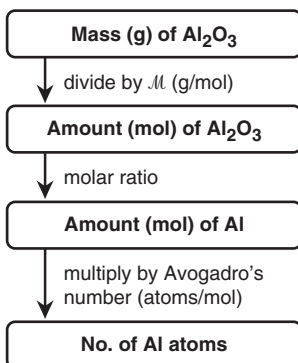 Mass (g) of Al₂O₃
divide by ℳ (g/mol)
Amount (mol) of Al₂O₃
molar ratio
Amount (mol) of Al
multiply by Avogadro’s
number (atoms/mol)
No. of Al atoms